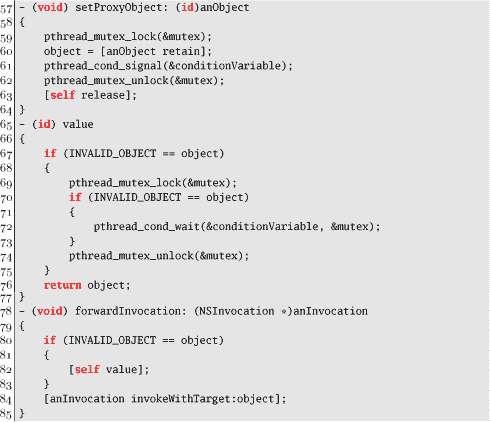 57 - (void) setProxyObject: (id)anObject
58 {
59     pthread_mutex_lock(&mutex);
60     object = [anObject retain];
61     pthread_cond_signal(&conditionVariable);
62     pthread_mutex_unlock(&mutex);
63     [self release];
64 }
65 - (id) value
66 {
67     if (INVALID_OBJECT == object)
68     {
69         pthread_mutex_lock(&mutex);
70         if (INVALID_OBJECT == object)
71         {
72             pthread_cond_wait(&conditionVariable, &mutex);
73         }
74         pthread_mutex_unlock(&mutex);
75     }
76     return object;
77 }
78 - (void) forwardInvocation: (NSInvocation *)anInvocation
79 {
80     if (INVALID_OBJECT == object)
81     {
82         [self value];
83     }
84     [anInvocation invokeWithTarget:object];
85 }